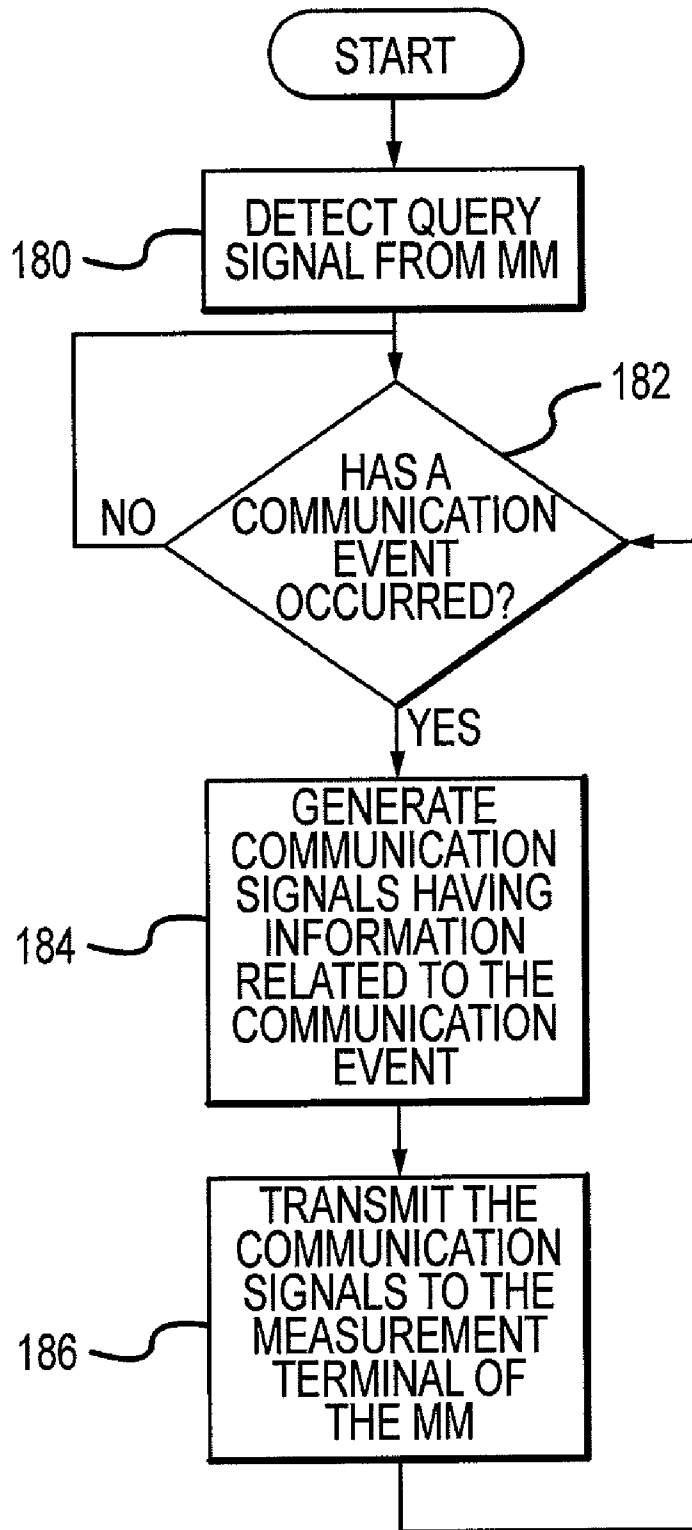 START
DETECT QUERY
SIGNAL FROM MM
180
182
HAS A
COMMUNICATION
EVENT
OCCURRED?
NO
YES
GENERATE
COMMUNICATION
SIGNALS HAVING
INFORMATION
RELATED TO THE
COMMUNICATION
EVENT
184
TRANSMIT THE
COMMUNICATION
SIGNALS TO THE
MEASUREMENT
TERMINAL OF
THE MM
186